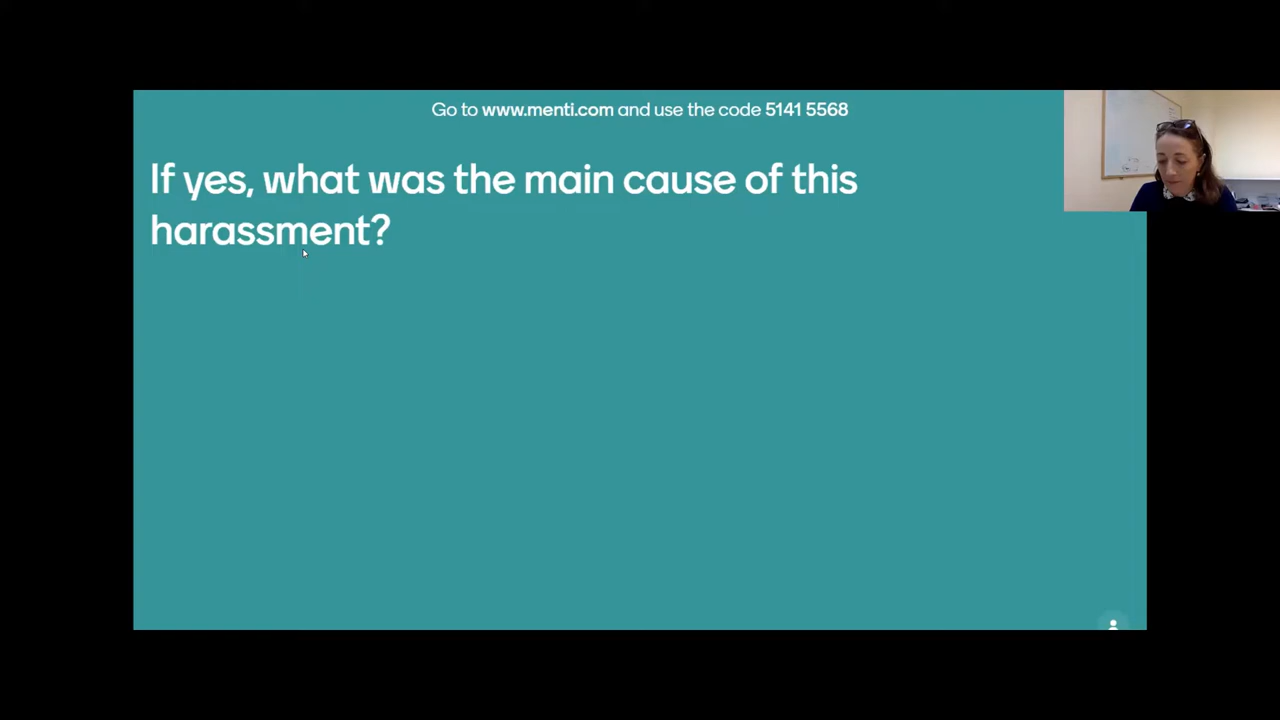 Go to www.menti.com and use the code 5141 5568
If yes, what was the main cause of this
harassment?